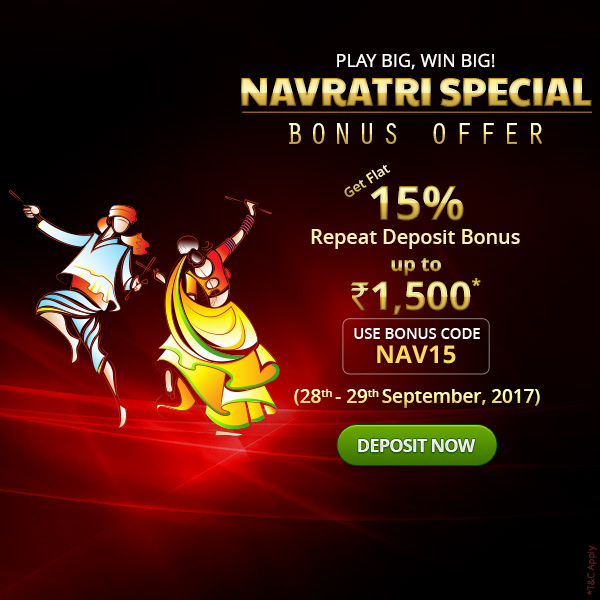 PLAY BIG, WIN BIG!
NAVRATRI SPECIAL
BONUS OFFER
Get Flat
15%
Repeat Deposit Bonus
up to
₹1,500*
USE BONUS CODE
NAV15
(28th - 29th September, 2017)
DEPOSIT NOW
*T&C Apply